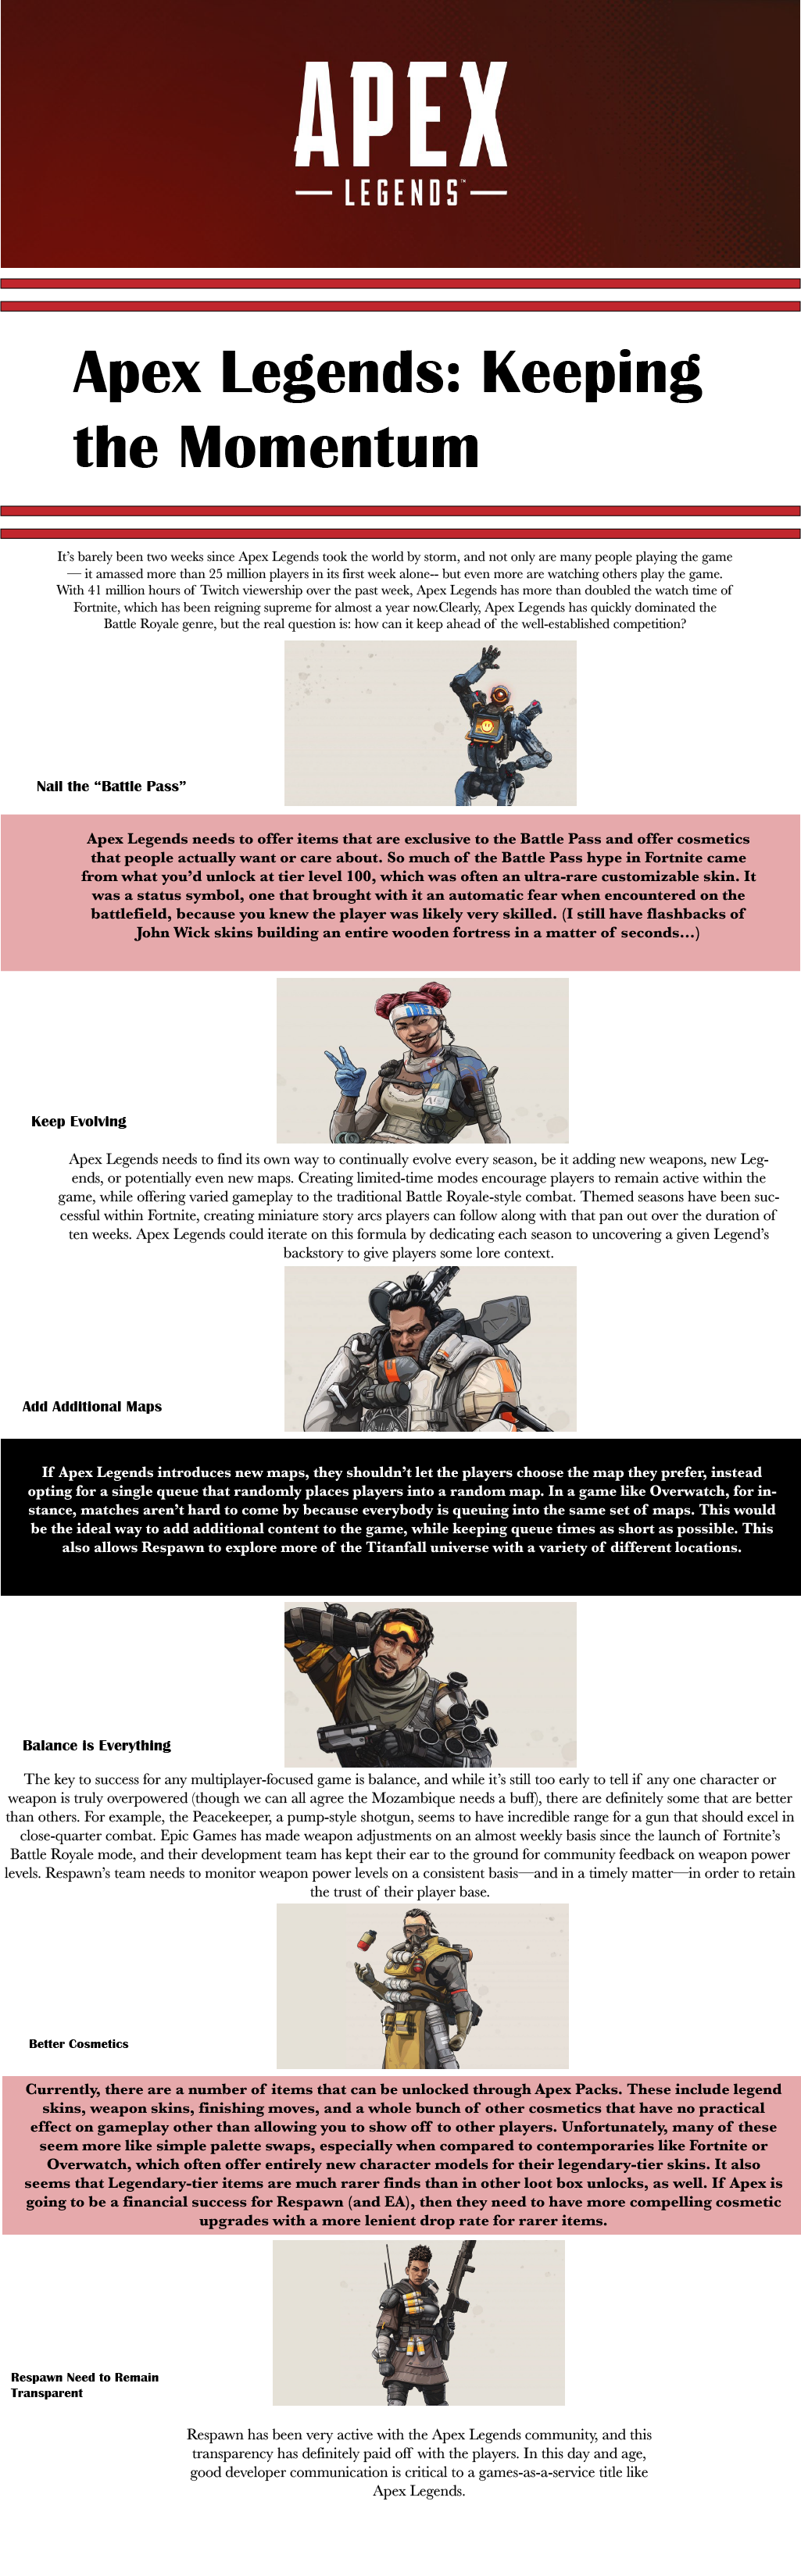 APEX
LEGENDS™
Apex Legends: Keeping
the Momentum
It's barely been two weeks since Apex Legends took the world by storm, and not only are many people playing the game
— it amassed more than 25 million players in its first week alone-- but even more are watching others play the game.
With 41 million hours of Twitch viewership over the past week, Apex Legends has more than doubled the watch time of
Fortnite, which has been reigning supreme for almost a year now.Clearly, Apex Legends has quickly dominated the
Battle Royale genre, but the real question is: how can it keep ahead of the well-established competition?
Nail the “Battle Pass”
Apex Legends needs to offer items that are exclusive to the Battle Pass and offer cosmetics
that people actually want or care about. So much of the Battle Pass hype in Fortnite came
from what you’d unlock at tier level 100, which was often an ultra-rare customizable skin. It
was a status symbol, one that brought with it an automatic fear when encountered on the
battlefield, because you knew the player was likely very skilled. (I still have flashbacks of
John Wick skins building an entire wooden fortress in a matter of seconds…)
Keep Evolving
Apex Legends needs to find its own way to continually evolve every season, be it adding new weapons, new Leg-
ends, or potentially even new maps. Creating limited-time modes encourage players to remain active within the
game, while offering varied gameplay to the traditional Battle Royale-style combat. Themed seasons have been suc-
cessful within Fortnite, creating miniature story arcs players can follow along with that pan out over the duration of
ten weeks. Apex Legends could iterate on this formula by dedicating each season to uncovering a given Legend’s
backstory to give players some lore context.
Add Additional Maps
If Apex Legends introduces new maps, they shouldn’t let the players choose the map they prefer, instead
opting for a single queue that randomly places players into a random map. In a game like Overwatch, for in-
stance, matches aren’t hard to come by because everybody is queuing into the same set of maps. This would
be the ideal way to add additional content to the game, while keeping queue times as short as possible. This
also allows Respawn to explore more of the Titanfall universe with a variety of different locations.
Balance is Everything
The key to success for any multiplayer-focused game is balance, and while it’s still too early to tell if any one character or
weapon is truly overpowered (though we can all agree the Mozambique needs a buff), there are definitely some that are better
than others. For example, the Peacekeeper, a pump-style shotgun, seems to have incredible range for a gun that should excel in
close-quarter combat. Epic Games has made weapon adjustments on an almost weekly basis since the launch of Fortnite’s
Battle Royale mode, and their development team has kept their ear to the ground for community feedback on weapon power
levels. Respawn’s team needs to monitor weapon power levels on a consistent basis—and in a timely matter—in order to retain
the trust of their player base.
Better Cosmetics
Currently, there are a number of items that can be unlocked through Apex Packs. These include legend
skins, weapon skins, finishing moves, and a whole bunch of other cosmetics that have no practical
effect on gameplay other than allowing you to show off to other players. Unfortunately, many of these
seem more like simple palette swaps, especially when compared to contemporaries like Fortnite or
Overwatch, which often offer entirely new character models for their legendary-tier skins. It also
seems that Legendary-tier items are much rarer finds than in other loot box unlocks, as well. If Apex is
going to be a financial success for Respawn (and EA), then they need to have more compelling cosmetic
upgrades with a more lenient drop rate for rarer items.
Respawn Need to Remain
Transparent
Respawn has been very active with the Apex Legends community, and this
transparency has definitely paid off with the players. In this day and age,
good developer communication is critical to a games-as-a-service title like
Apex Legends.